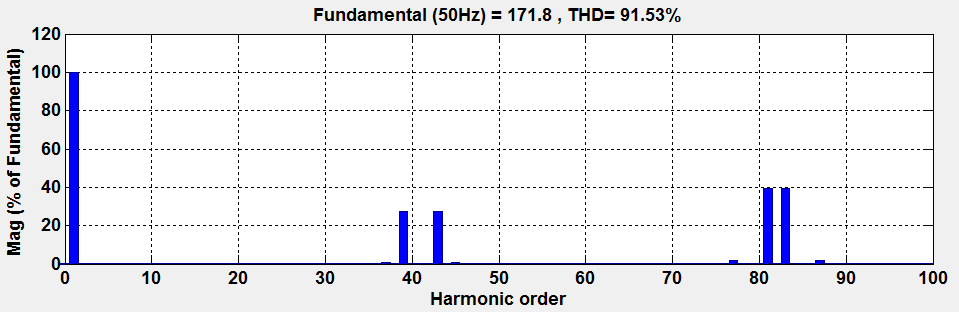 Fundamental (50Hz) = 171.8 , THD= 91.53%
120
100
80
60
40
20
0
Mag (% of Fundamental)
0 10 20 30 40 50 60 70 80 90 100
Harmonic order